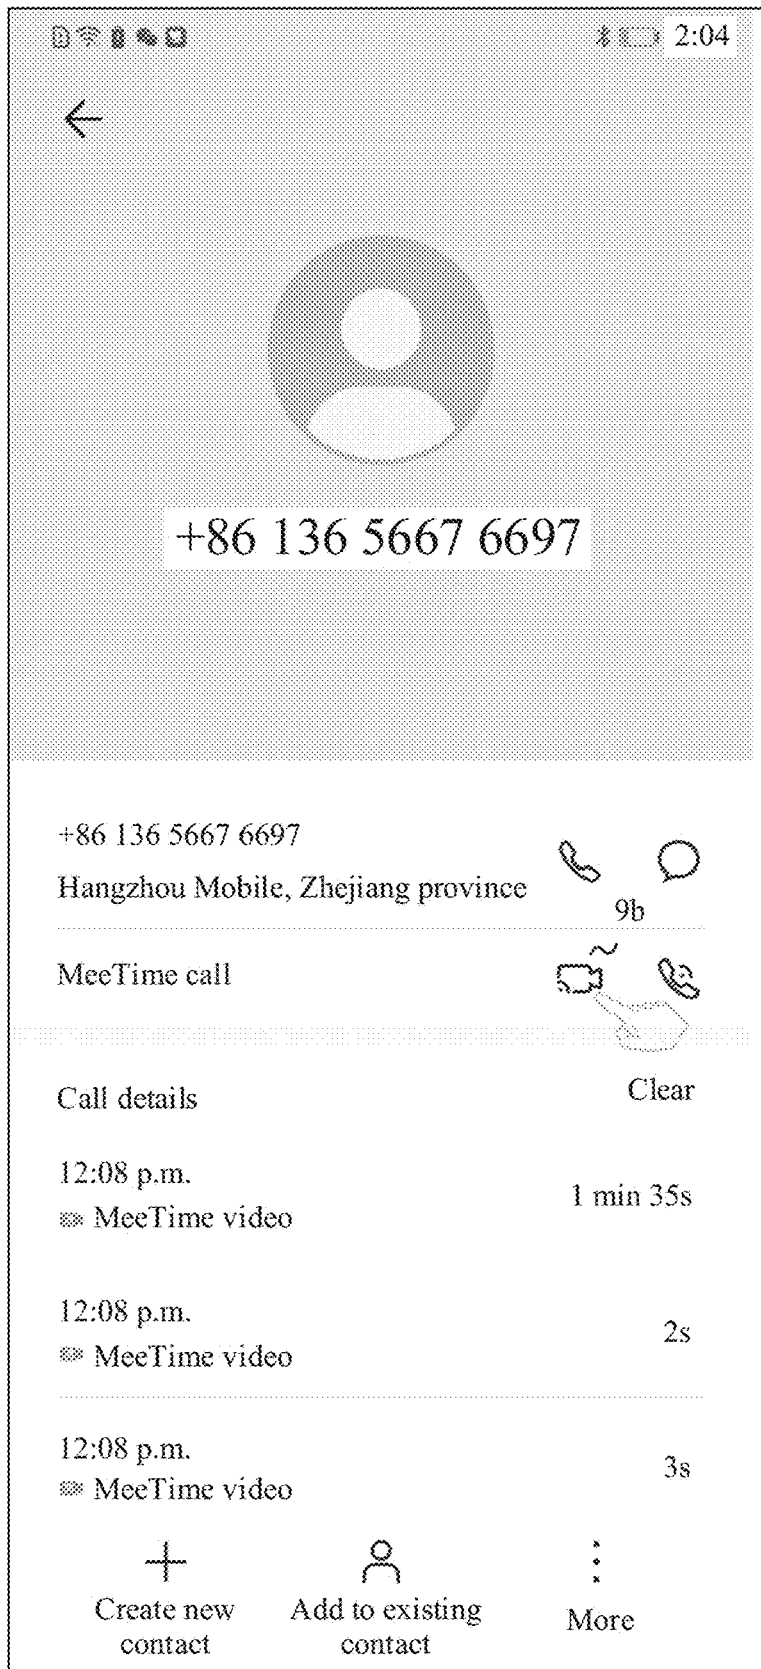 2:04
+86 136 5667 6697
+86 136 5667 6697
Hangzhou Mobile, Zhejiang province
9b
MeeTime call
Call details
Clear
12:08 p.m.
1 min 35s
MeeTime video
12:08 p.m.
2s
MeeTime video
12:08 p.m.
3s
MeeTime video
Create new
contact
Add to existing
contact
More